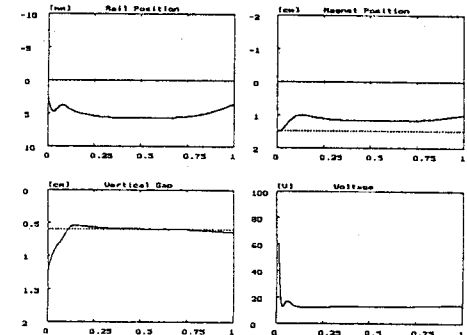 -10 [mm] Rail Position
-5
0
5
10
0 0.25 0.5 0.75 1
-2 [cm] Magnet Position
-1
0
1
2
0 0.25 0.5 0.75 1
0 [cm] Vertical Gap
0.5
1
1.5
2
0 0.25 0.5 0.75 1
100 [V] Voltage
80
60
40
20
0
0 0.25 0.5 0.75 1